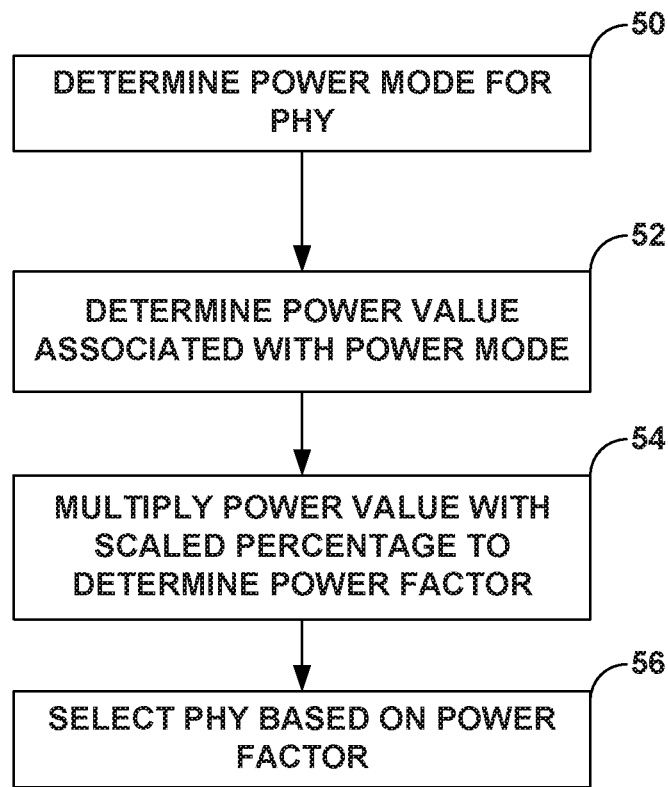 50
DETERMINE POWER MODE FOR
PHY
52
DETERMINE POWER VALUE
ASSOCIATED WITH POWER MODE
54
MULTIPLY POWER VALUE WITH
SCALED PERCENTAGE TO
DETERMINE POWER FACTOR
56
SELECT PHY BASED ON POWER
FACTOR